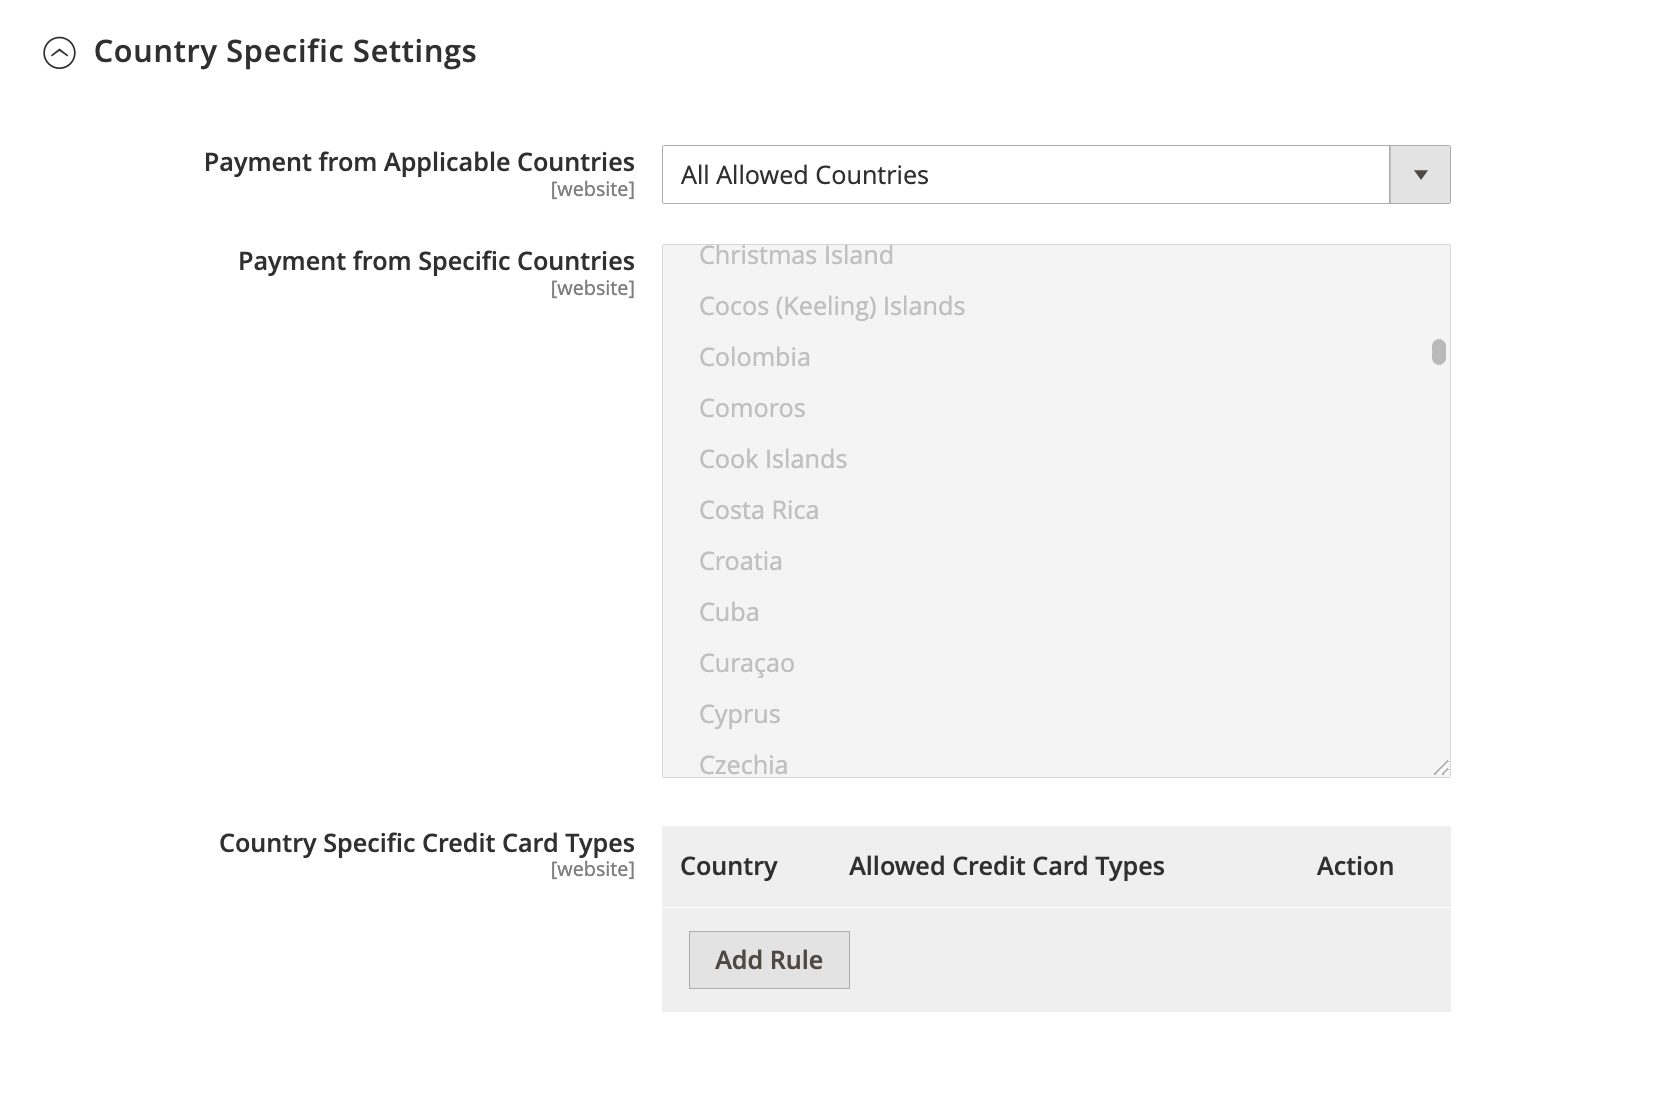 Country Specific Settings
Payment from Applicable Countries
[website]
All Allowed Countries
Payment from Specific Countries
[website]
Christmas Island
Cocos (Keeling) Islands
Colombia
Comoros
Cook Islands
Costa Rica
Croatia
Cuba
Curaçao
Cyprus
Czechia
Country Specific Credit Card Types
[website]
Country Allowed Credit Card Types Action
Add Rule